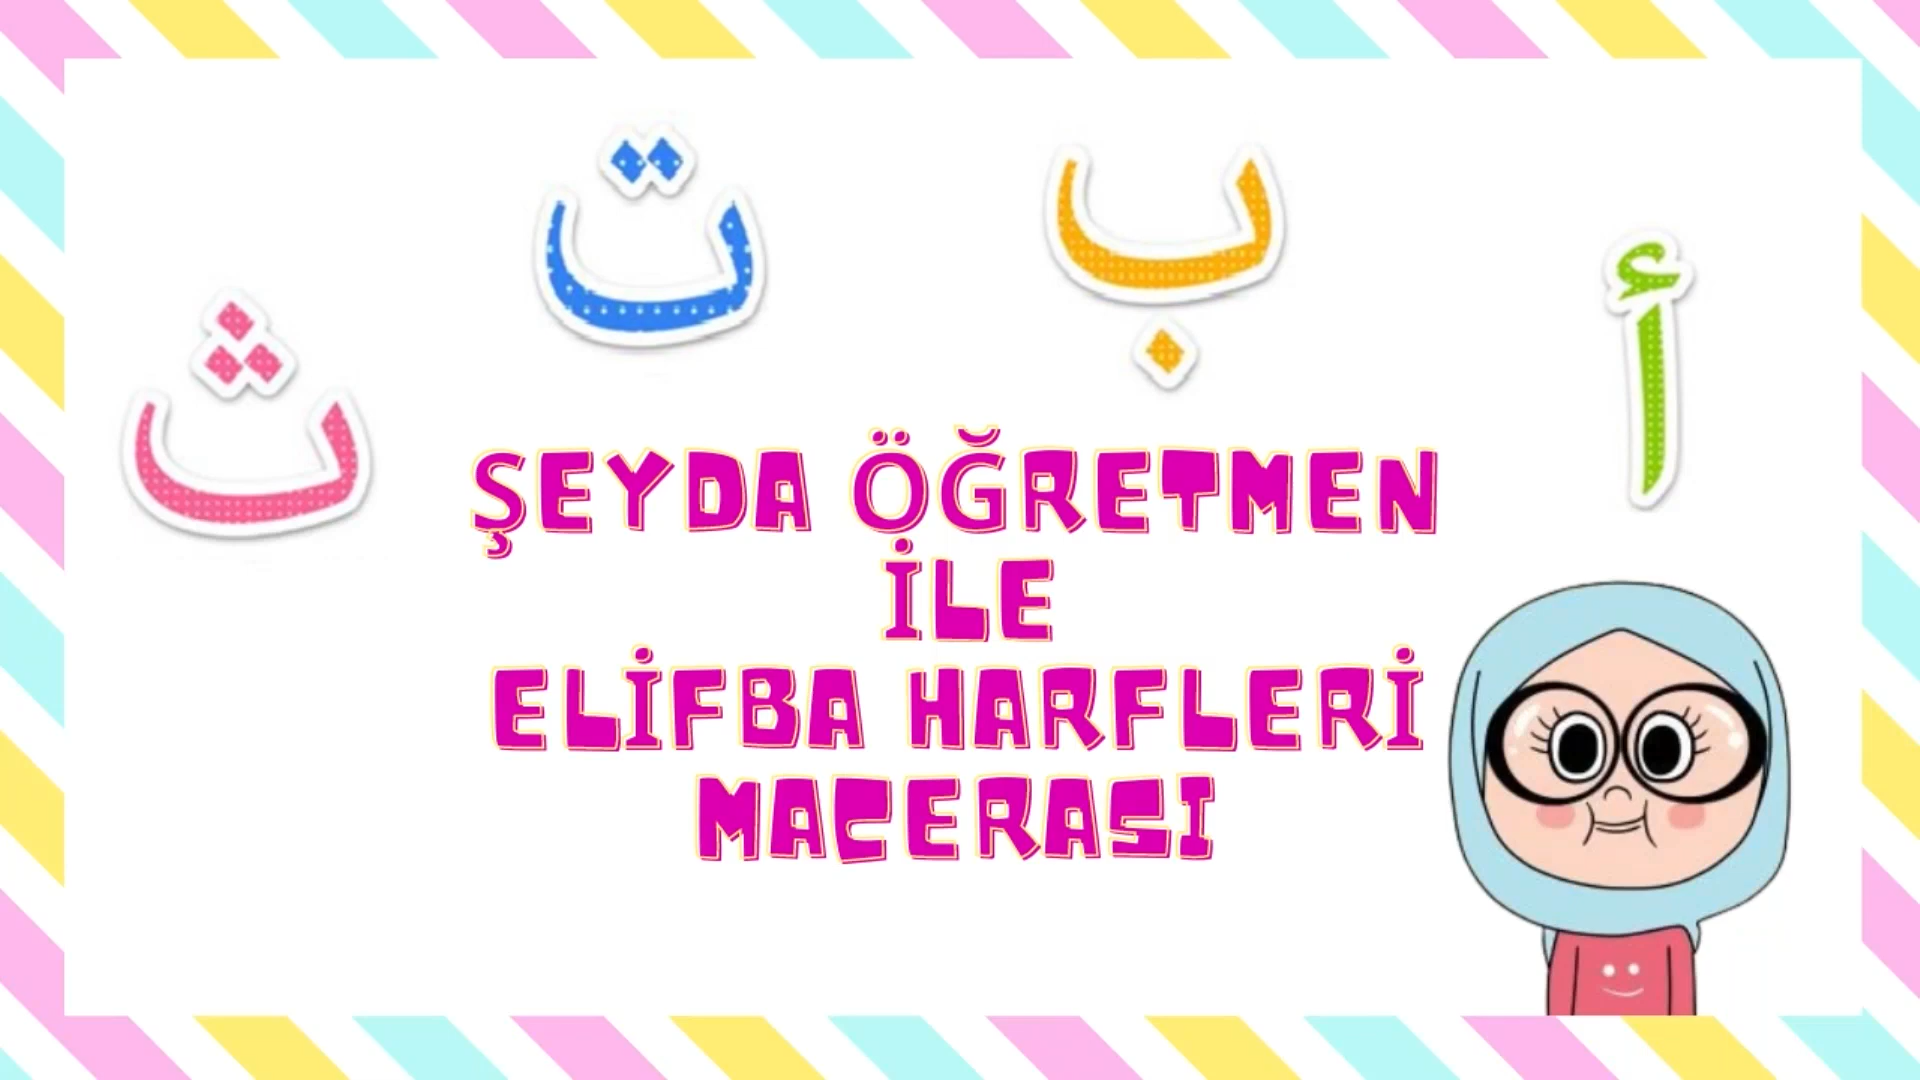 أ ب ت ث
ŞEYDA ÖĞRETMEN
İLE
ELİFBA HARFLERİ
MACERASI